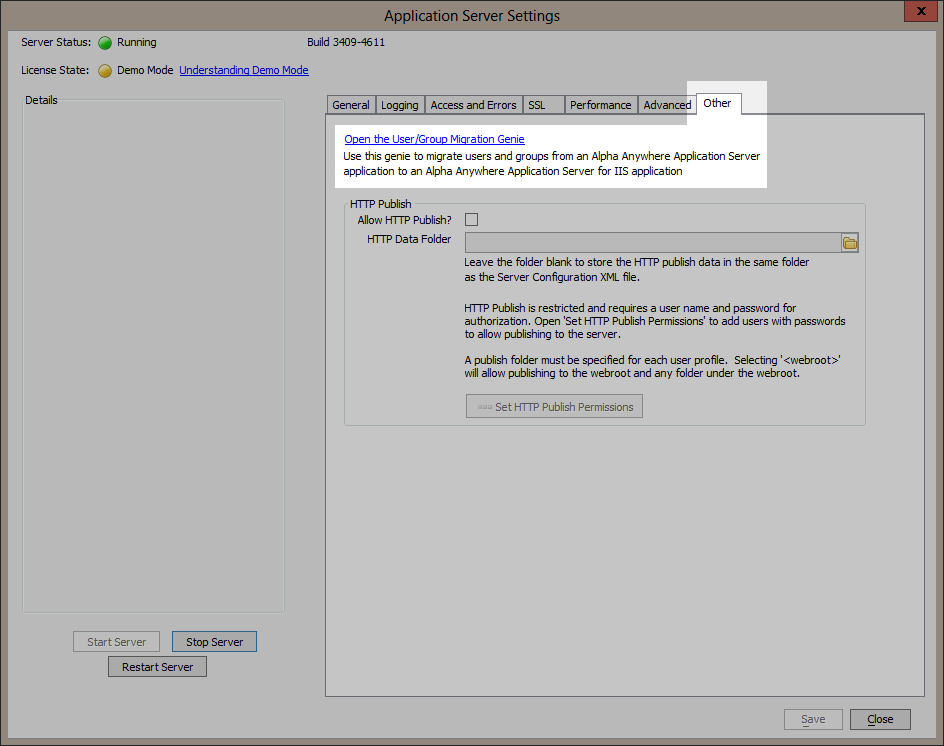 Application Server Settings
x
Server Status: Running Build 3409-4611
License State: Demo Mode Understanding Demo Mode
Details
General Logging Access and Errors SSL Performance Advanced Other
Open the User/Group Migration Genie
Use this genie to migrate users and groups from an Alpha Anywhere Application Server
application to an Alpha Anywhere Application Server for IIS application
HTTP Publish
Allow HTTP Publish?
HTTP Data Folder
Leave the folder blank to store the HTTP publish data in the same folder
as the Server Configuration XML file.
HTTP Publish is restricted and requires a user name and password for
authorization. Open 'Set HTTP Publish Permissions' to add users with passwords
to allow publishing to the server.
A publish folder must be specified for each user profile. Selecting '<webroot>'
will allow publishing to the webroot and any folder under the webroot.
Set HTTP Publish Permissions
Start Server Stop Server
Restart Server
Save Close